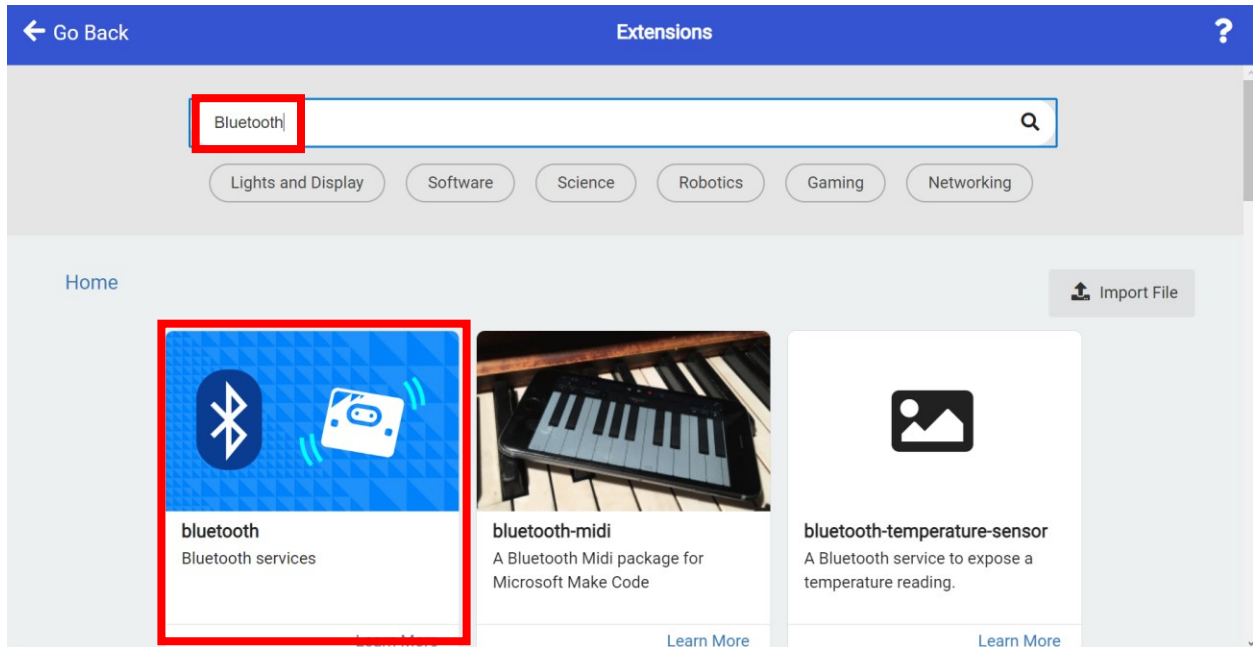 Go Back
Extensions
?
Bluetooth
Lights and Display
Software
Science
Robotics
Gaming
Networking
Home
Import File
bluetooth
Bluetooth services
Learn More
bluetooth-midi
A Bluetooth Midi package for
Microsoft Make Code
Learn More
bluetooth-temperature-sensor
A Bluetooth service to expose a
temperature reading.
Learn More